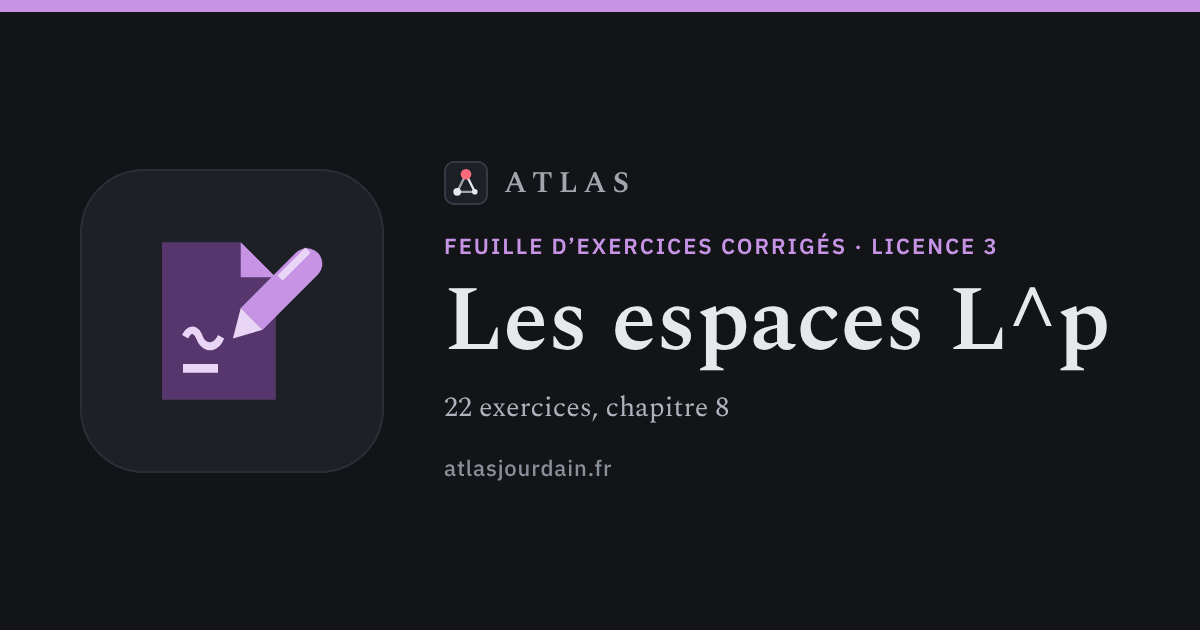 ATLAS
FEUILLE D’EXERCICES CORRIGÉS · LICENCE 3
Les espaces L^p
22 exercices, chapitre 8
atlasjourdain.fr